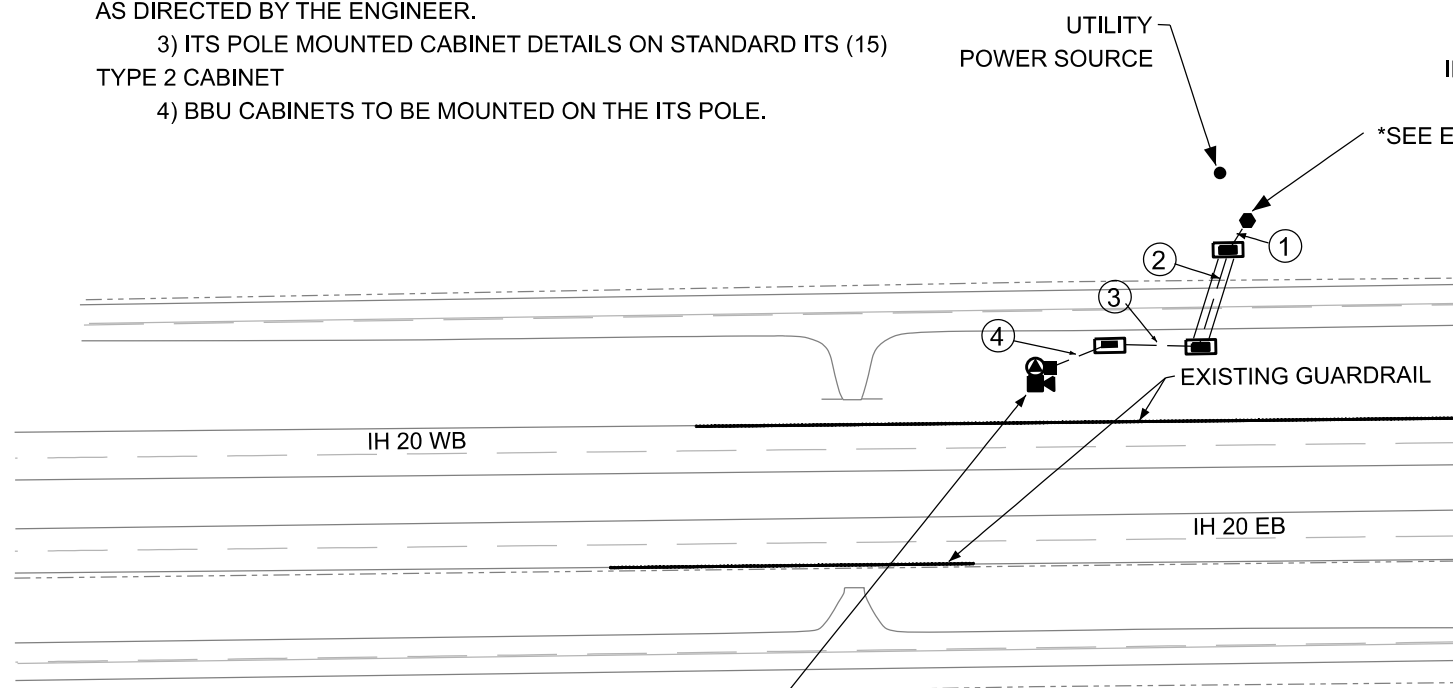 AS DIRECTED BY THE ENGINEER.
3) ITS POLE MOUNTED CABINET DETAILS ON STANDARD ITS (15)
TYPE 2 CABINET
4) BBU CABINETS TO BE MOUNTED ON THE ITS POLE.
UTILITY
POWER SOURCE
*SEE E
1
2
3
4
EXISTING GUARDRAIL
IH 20 WB
IH 20 EB